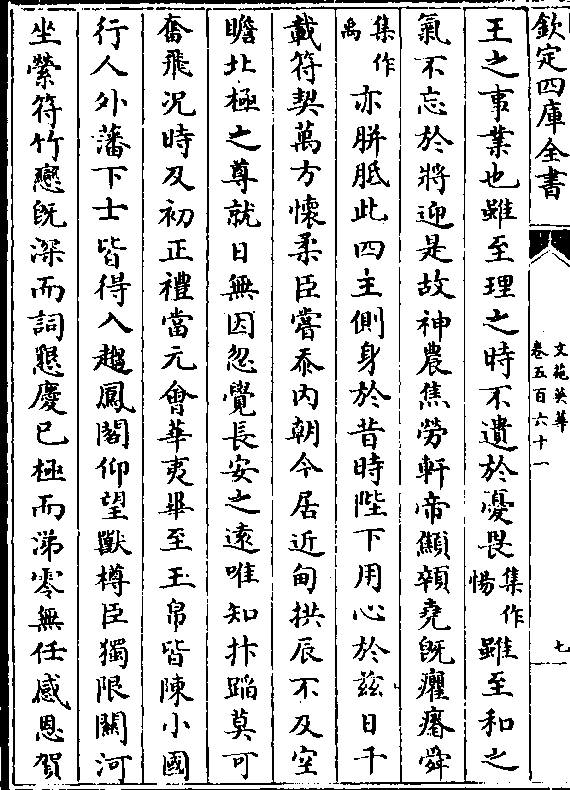 欽定四庫全書
文苑英華
卷五百六十一
七
王之事業也雖至理之時不遺於憂畏集作惕雖至和之
氣不忘於將迎是故神農焦勞軒帝顑頷堯旣癯瘠舜
集作禹亦胼胝此四主側身於昔時陛下用心於兹日千
載符契萬方懷柔臣嘗忝内朝今居近甸拱辰不及空
瞻北極之尊就日無因忽覺長安之遠唯知抃蹈莫可
奮飛况時及初正禮當元會華夷畢至玉帛皆陳小國
行人外藩下士皆得入趨鳳閣仰望獸樽臣獨限關河
坐縈符竹戀旣深而詞懇慶已極而涕零無任感恩賀